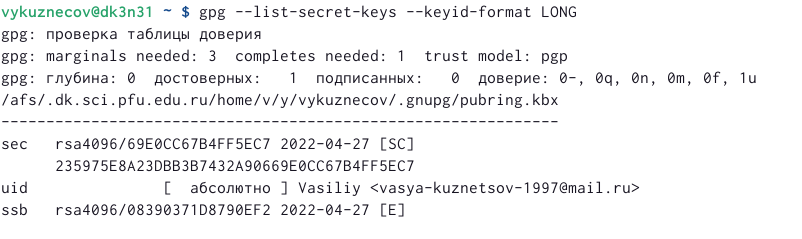 vykuznecov@dk3n31 ~ $ gpg --list-secret-keys --keyid-format LONG
gpg: проверка таблицы доверия
gpg: marginals needed: 3  completes needed: 1  trust model: pgp
gpg: глубина: 0  достоверных:   1  подписанных:   0  доверие: 0-, 0q, 0n, 0m, 0f, 1u
/afs/.dk.sci.pfu.edu.ru/home/v/y/vykuznecov/.gnupg/pubring.kbx
---------------------------------------------------------------
sec   rsa4096/69E0CC67B4FF5EC7 2022-04-27 [SC]
      235975E8A23DBB3B7432A90669E0CC67B4FF5EC7
uid               [  абсолютно ] Vasiliy <vasya-kuznetsov-1997@mail.ru>
ssb   rsa4096/08390371D8790EF2 2022-04-27 [E]